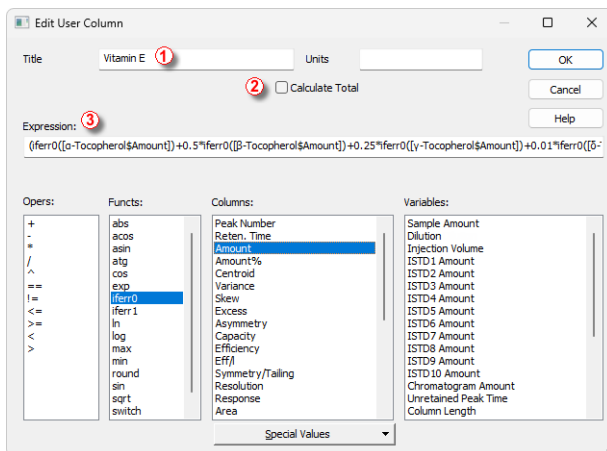 Edit User Column
Title Vitamin E 1 Units OK
2 Calculate Total Cancel
Expression: 3 Help
(iferr0([α-Tocopherol$Amount])+0.5*iferr0([β-Tocopherol$Amount])+0.25*iferr0([γ-Tocopherol$Amount])+0.01*iferr0([δ-
Opers: Functs: Columns: Variables:
+ abs Peak Number Sample Amount
- acos Reten. Time Dilution
* asin Amount Injection Volume
/ atg Amount% ISTD1 Amount
^ cos Centroid ISTD2 Amount
== exp Variance ISTD3 Amount
!= iferr0 Skew ISTD4 Amount
<= iferr1 Excess ISTD5 Amount
>= ln Asymmetry ISTD6 Amount
< log Capacity ISTD7 Amount
> max Efficiency ISTD8 Amount
min Eff/l ISTD9 Amount
round Symmetry/Tailing ISTD10 Amount
sin Resolution Chromatogram Amount
sqrt Response Unretained Peak Time
switch Area Column Length
Special Values